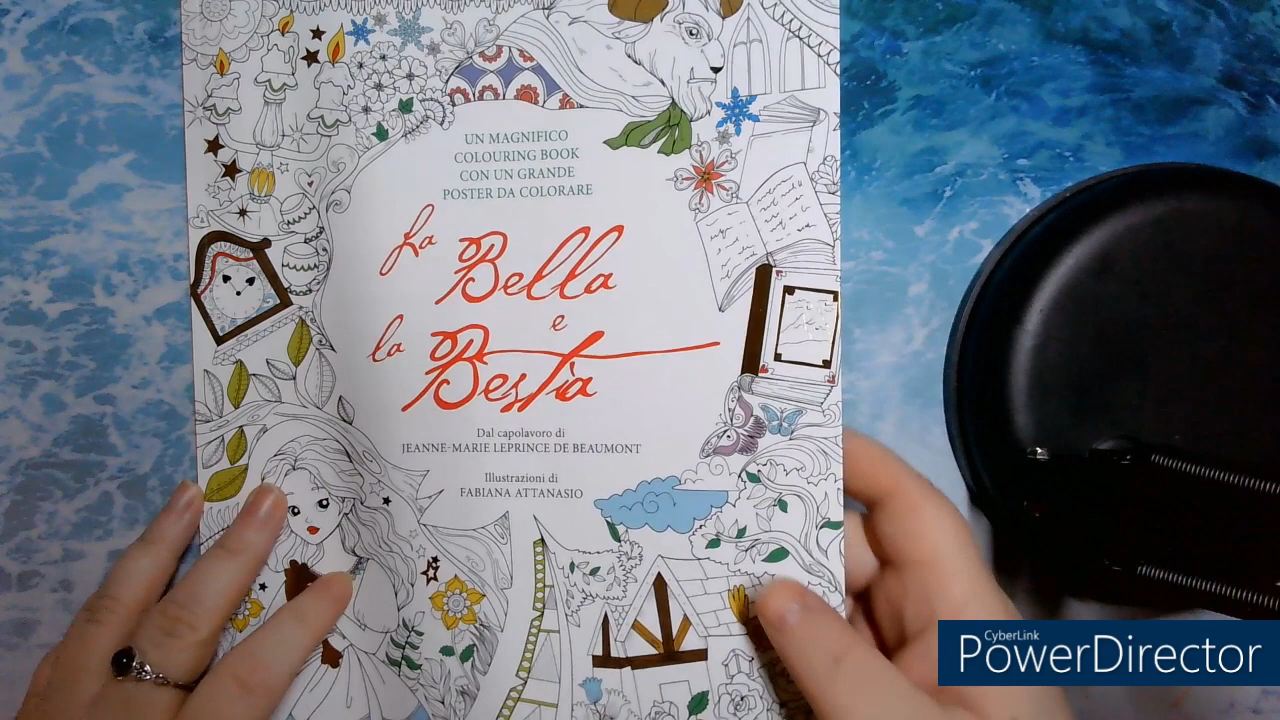 UN MAGNIFICO
COLOURING BOOK
CON UN GRANDE
POSTER DA COLORARE
La
Bella
e
la
Bestia
Dal capolavoro di
JEANNE-MARIE LEPRINCE DE BEAUMONT
Illustrazioni di
FABIANA ATTANASIO
CyberLink
PowerDirector